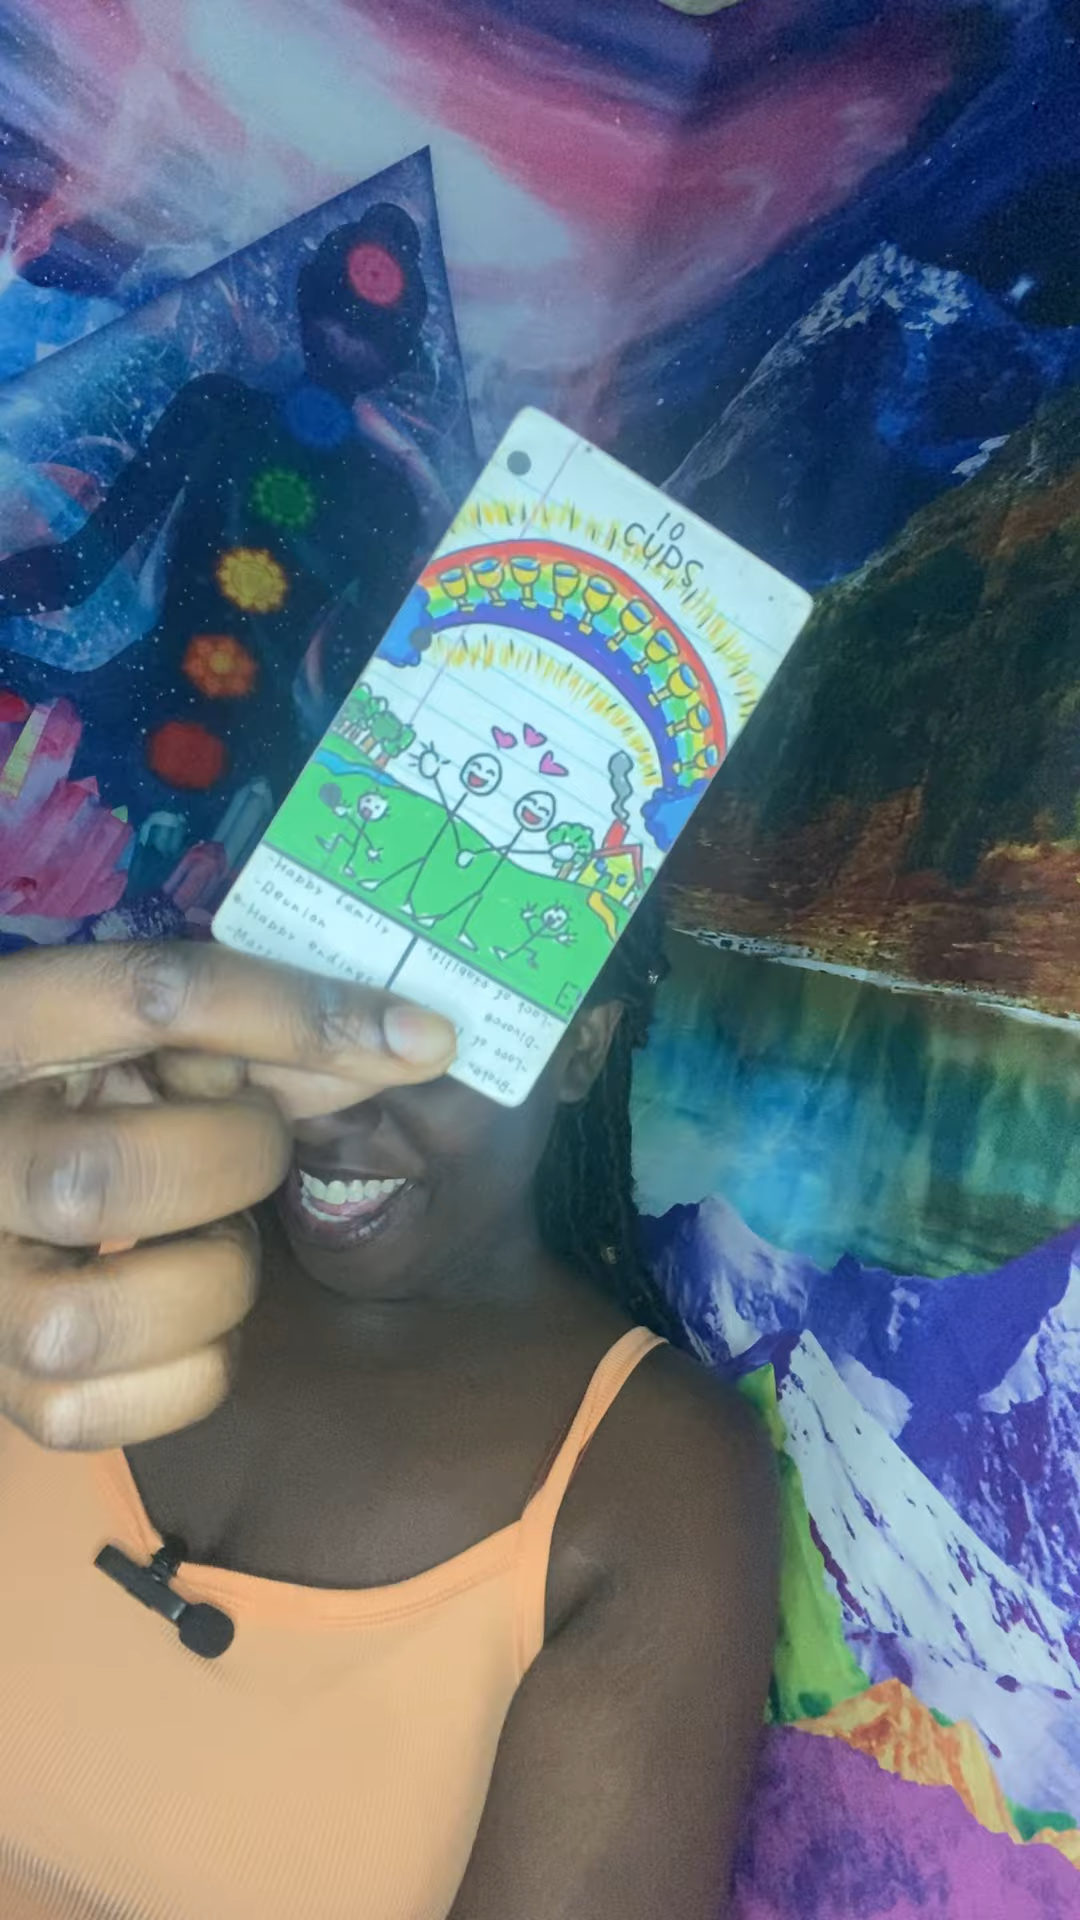 10
CUPS
-Happy family
-Reunion
-Happy endings
-Lack of stability
-Divorce